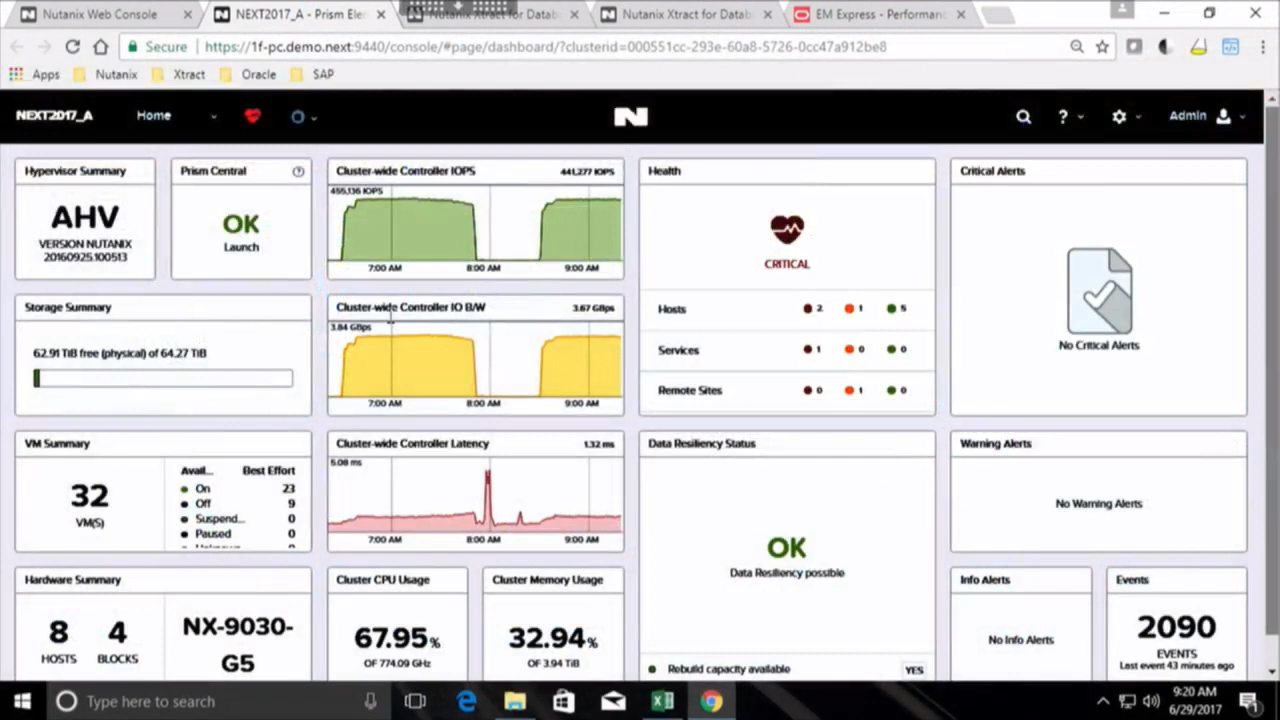 Nutanix Web Console
NEXT2017_A - Prism Ele
Nutanix Xtract for Datab
Nutanix Xtract for Datab
EM Express - Performanc
Secure
https://1f-pc.demo.next:9440/console/#page/dashboard/?clusterid=000551cc-293e-60a8-5726-0cc47a912be8
Apps
Nutanix
Xtract
Oracle
SAP
NEXT2017_A
Home
?
Admin
Hypervisor Summary
AHV
VERSION NUTANIX
20160925.100513
Prism Central
OK
Launch
Cluster-wide Controller IOPS
441,277 IOPS
455,136 IOPS
7:00 AM
8:00 AM
9:00 AM
Health
CRITICAL
Hosts
2
1
5
Services
1
0
0
Remote Sites
0
1
0
Critical Alerts
No Critical Alerts
Storage Summary
62.91 TiB free (physical) of 64.27 TiB
Cluster-wide Controller IO B/W
3.67 GBps
3.84 GBps
7:00 AM
8:00 AM
9:00 AM
VM Summary
32
VM(S)
Avail...
Best Effort
On
23
Off
9
Suspend...
0
Paused
0
Cluster-wide Controller Latency
1.32 ms
5.08 ms
7:00 AM
8:00 AM
9:00 AM
Data Resiliency Status
OK
Data Resiliency possible
Rebuild capacity available
YES
Warning Alerts
No Warning Alerts
Hardware Summary
8
HOSTS
4
BLOCKS
NX-9030-
G5
Cluster CPU Usage
67.95%
OF 774.09 GHz
Cluster Memory Usage
32.94%
OF 3.94 TiB
Info Alerts
No Info Alerts
Events
2090
EVENTS
Last event 43 minutes ago
Type here to search
9:20 AM
6/29/2017
1